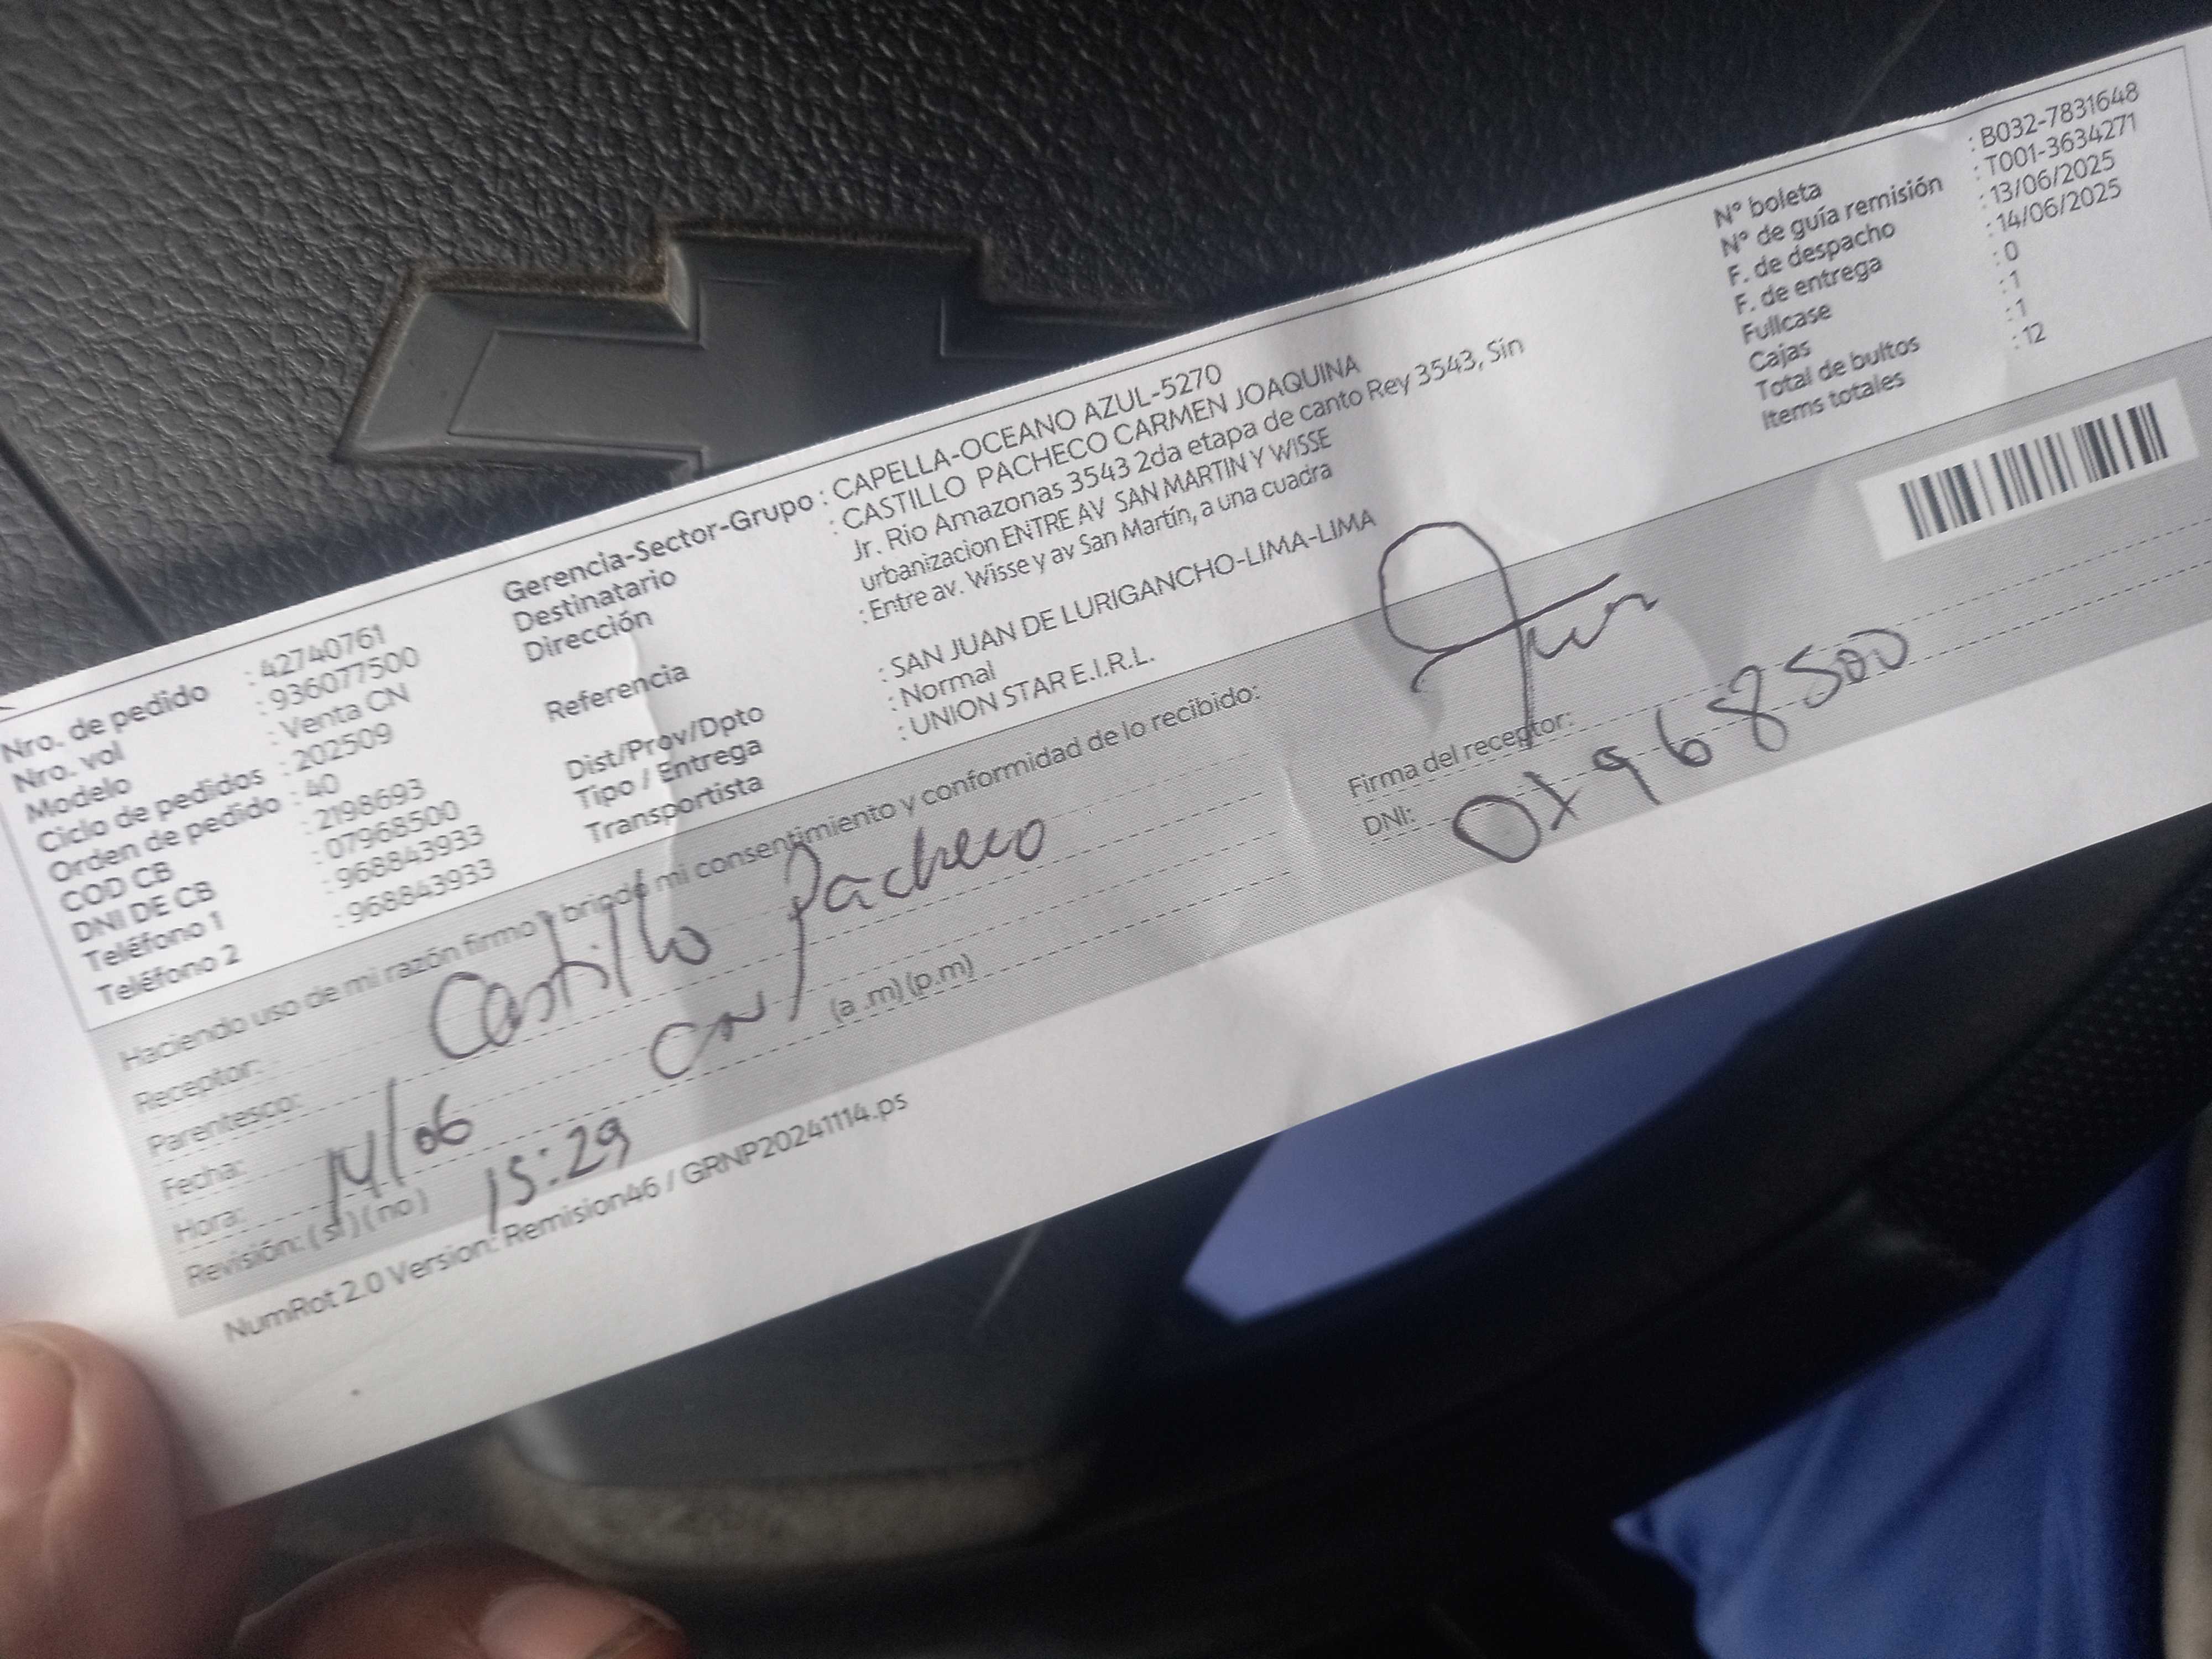 Nro. de pedido : 42740761
Nro. vol : 936077500
Modelo : Venta CN
Ciclo de pedidos : 202509
Orden de pedido : 40
COD CB : 2198693
DNI DE CB : 07968500
Teléfono 1 : 968843933
Teléfono 2 : 968843933
Gerencia-Sector-Grupo : CAPELLA-OCEANO AZUL-5270
Destinatario : CASTILLO PACHECO CARMEN JOAQUINA
Dirección : Jr. Rio Amazonas 3543 2da etapa de canto Rey 3543, Sin
urbanizacion ENTRE AV SAN MARTIN Y WISSE
Referencia : Entre av. Wisse y av San Martín, a una cuadra
Dist/Prov/Dpto : SAN JUAN DE LURIGANCHO-LIMA-LIMA
Tipo / Entrega : Normal
Transportista : UNION STAR E.I.R.L.
N° boleta : B032-7831648
N° de guía remisión : T001-3634271
F. de despacho : 13/06/2025
F. de entrega : 14/06/2025
Fullcase : 0
Cajas : 1
Total de bultos : 1
Items totales : 12
Haciendo uso de mi razón firmo y brindo mi consentimiento y conformidad de lo recibido:
Receptor: Castillo Pacheco
Parentesco:
Fecha: 14/06
Hora: 15:29 (a .m) (p.m)
Revisión: ( si ) ( no )
Firma del receptor:
DNI: 07968500
NumRot 2.0 Version: Remision46 / GRNP20241114.ps